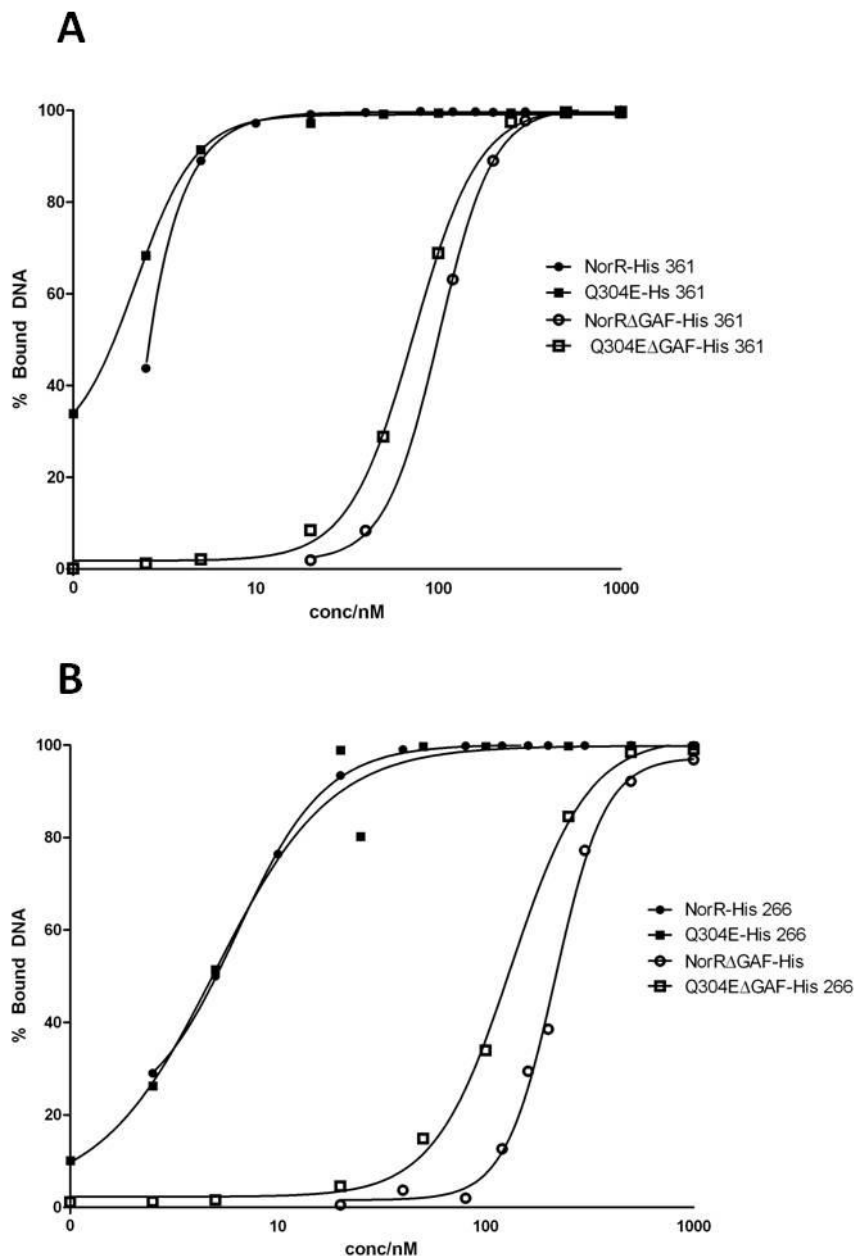 A
100
80
60
40
20
0
% Bound DNA
0
10
100
1000
conc/nM
NorR-His 361
Q304E-Hs 361
NorRΔGAF-His 361
Q304EΔGAF-His 361
B
100
80
60
40
20
0
% Bound DNA
0
10
100
1000
conc/nM
NorR-His 266
Q304E-His 266
NorRΔGAF-His
Q304EΔGAF-His 266